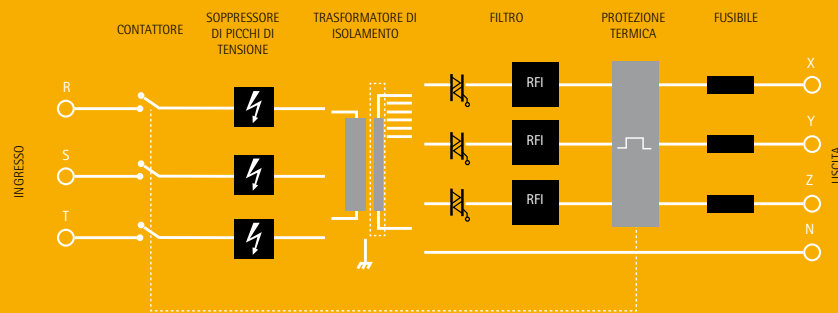 CONTATTORE
SOPPRESSORE
DI PICCHI DI
TENSIONE
TRASFORMATORE DI
ISOLAMENTO
FILTRO
PROTEZIONE
TERMICA
FUSIBILE
INGRESSO
R
S
T
RFI
RFI
RFI
X
Y
Z
N
USCITA